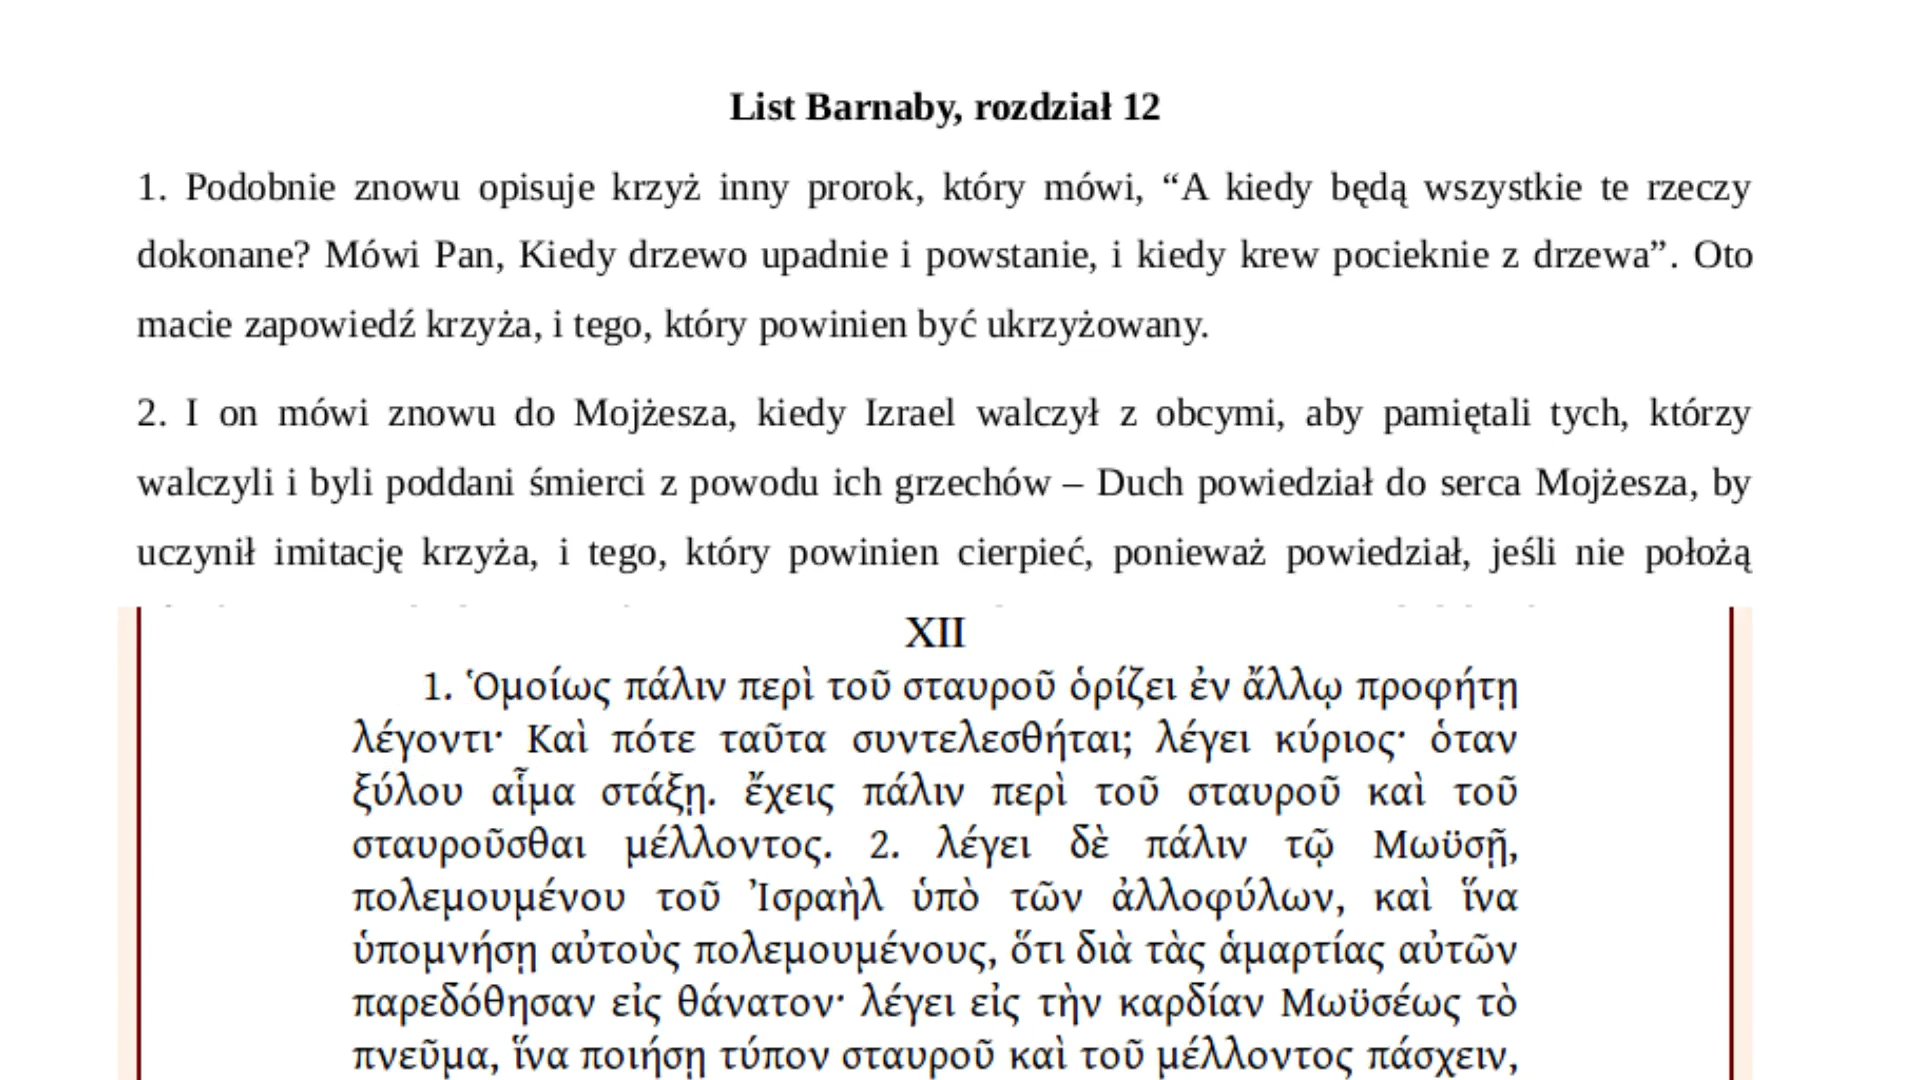 List Barnaby, rozdział 12
1. Podobnie znowu opisuje krzyż inny prorok, który mówi, “A kiedy będą wszystkie te rzeczy
dokonane? Mówi Pan, Kiedy drzewo upadnie i powstanie, i kiedy krew pocieknie z drzewa”. Oto
macie zapowiedź krzyża, i tego, który powinien być ukrzyżowany.
2. I on mówi znowu do Mojżesza, kiedy Izrael walczył z obcymi, aby pamiętali tych, którzy
walczyli i byli poddani śmierci z powodu ich grzechów – Duch powiedział do serca Mojżesza, by
uczynił imitację krzyża, i tego, który powinien cierpieć, ponieważ powiedział, jeśli nie położą
XII
1. Ὁμοίως πάλιν περὶ τοῦ σταυροῦ ὁρίζει ἐν ἄλλῳ προφήτῃ
λέγοντι· Καὶ πότε ταῦτα συντελεσθήται; λέγει κύριος· ὁταν
ξύλου αἷμα στάξῃ. ἔχεις πάλιν περὶ τοῦ σταυροῦ καὶ τοῦ
σταυροῦσθαι μέλλοντος. 2. λέγει δὲ πάλιν τῷ Μωϋσῇ,
πολεμουμένου τοῦ Ἰσραὴλ ὑπὸ τῶν ἀλλοφύλων, καὶ ἵνα
ὑπομνήσῃ αὐτοὺς πολεμουμένους, ὅτι διὰ τὰς ἁμαρτίας αὐτῶν
παρεδόθησαν εἰς θάνατον· λέγει εἰς τὴν καρδίαν Μωϋσέως τὸ
πνεῦμα, ἵνα ποιήσῃ τύπον σταυροῦ καὶ τοῦ μέλλοντος πάσχειν,